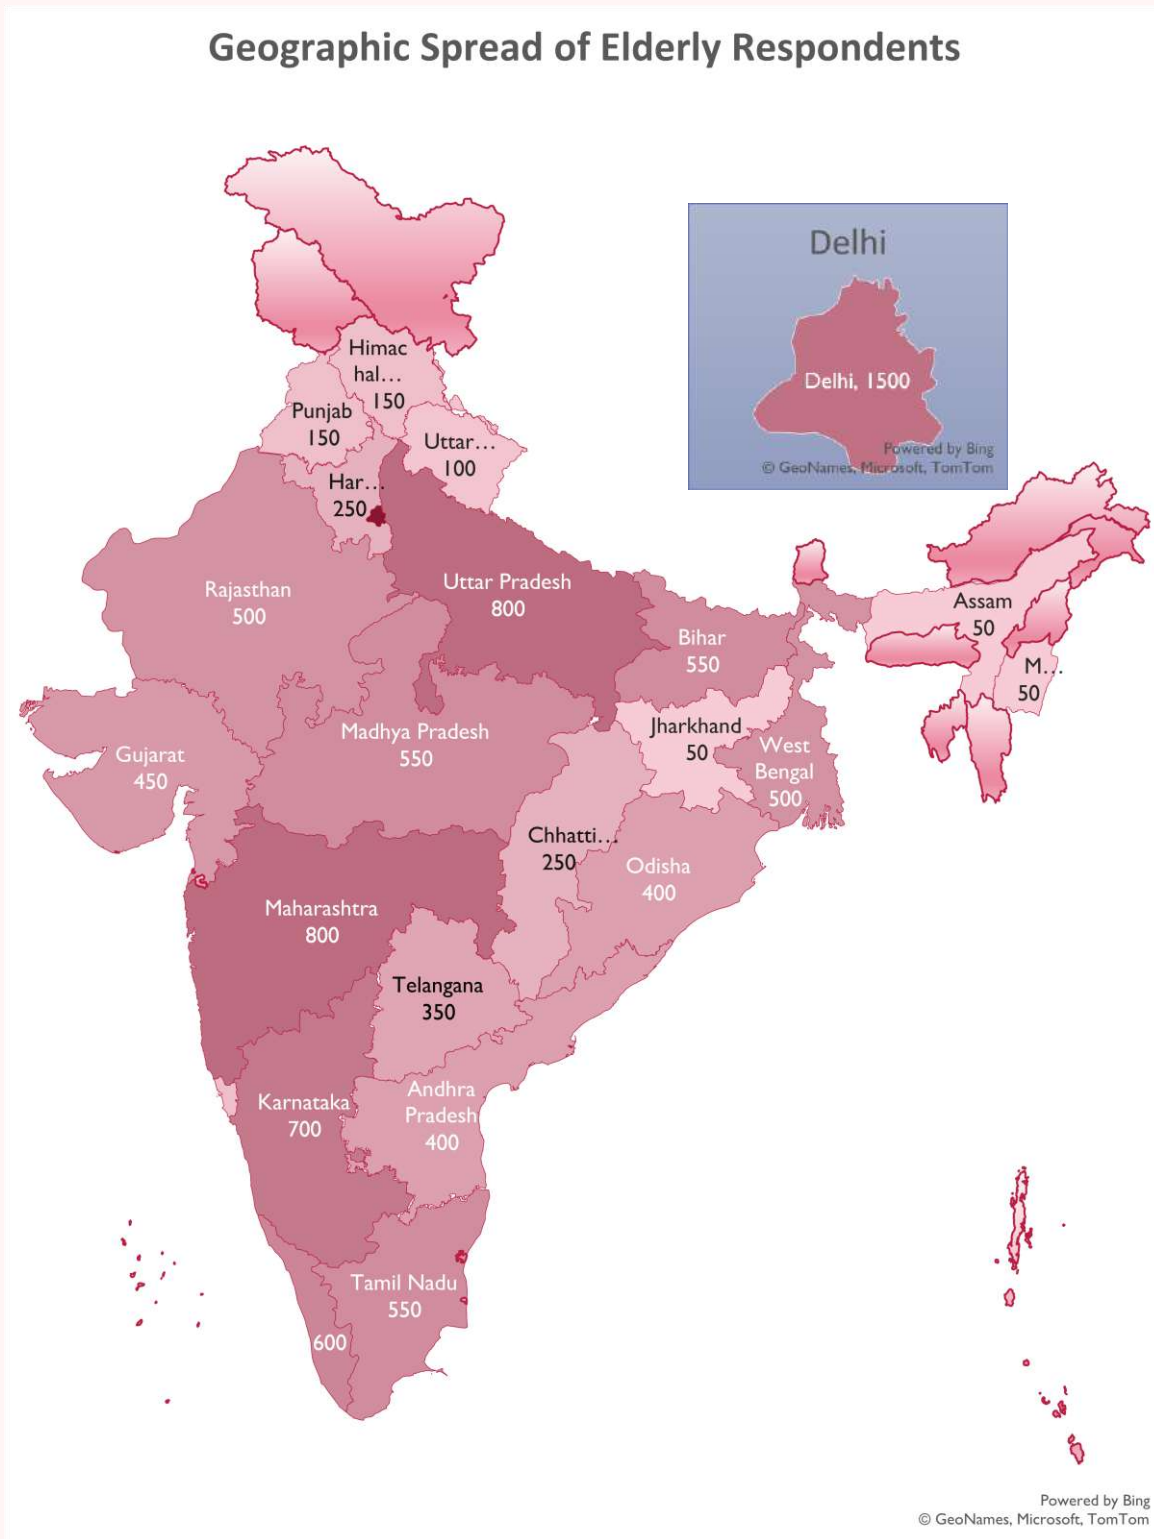 Geographic Spread of Elderly Respondents
Delhi
Delhi, 1500
Powered by Bing
© GeoNames, Microsoft, TomTom
Himac
hal...
150
Punjab
150
Uttar...
100
Har...
250
Rajasthan
500
Uttar Pradesh
800
Bihar
550
Assam
50
M...
50
Gujarat
450
Madhya Pradesh
550
Jharkhand
50
West
Bengal
500
Chhatti...
250
Odisha
400
Maharashtra
800
Telangana
350
Karnataka
700
Andhra
Pradesh
400
Tamil Nadu
550
600
Powered by Bing
© GeoNames, Microsoft, TomTom